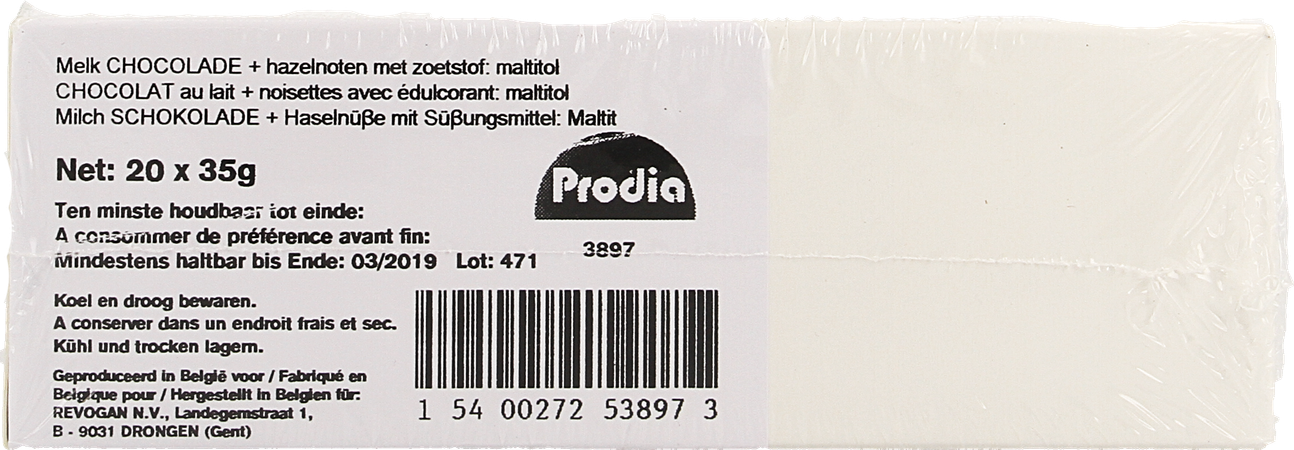 Melk CHOCOLADE + hazelnoten met zoetstof: maltitol
CHOCOLAT au lait + noisettes avec édulcorant: maltitol
Milch SCHOKOLADE + Haselnüße mit Süßungsmittel: Maltit
Net: 20 x 35g
Prodia
3897
Ten minste houdbaar tot einde:
A consommer de préférence avant fin:
Mindestens haltbar bis Ende: 03/2019 Lot: 471
Koel en droog bewaren.
A conserver dans un endroit frais et sec.
Kühl und trocken lagern.
Geproduceerd in België voor / Fabriqué en
Belgique pour / Hergestellt in Belgien für:
REVOGAN N.V., Landegemstraat 1,
B - 9031 DRONGEN (Gent)
1 54 00272 53897 3